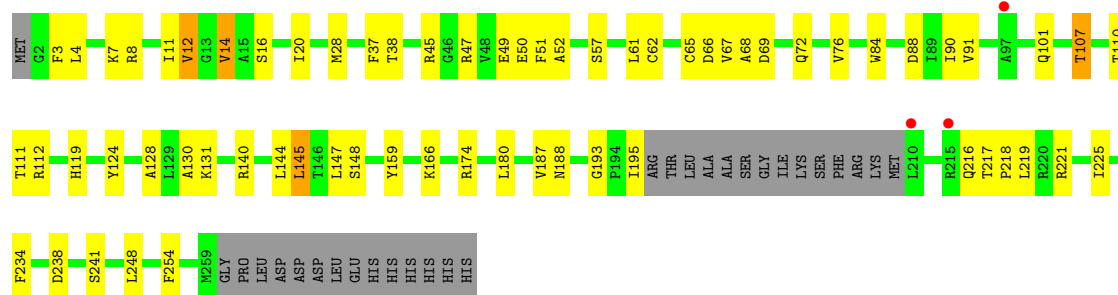 MET G2 F3 L4 K7 R8 I11 V12 G13 V14 A15 S16 I20 M28 F37 T38 R45 G46 R47 V48 E49 E50 F51 A52 S57 L61 C62 C65 D66 V67 A68 D69 Q72 V76 W84 D88 I89 I90 V91 A97 Q101 T107 T110
T111 R112 H119 Y124 A128 L129 A130 K131 R140 L144 L145 T146 L147 S148 Y159 K166 R174 L180 V187 N188 G193 P194 I195 ARG THR LEU ALA ALA SER GLY ILE LYS SER PHE ARG LYS MET L210 R215 Q216 T217 P218 L219 R220 R221 I225
F234 D238 S241 L248 F254 M259 GLY PRO LEU ASP ASP ASP LEU GLU HIS HIS HIS HIS HIS HIS